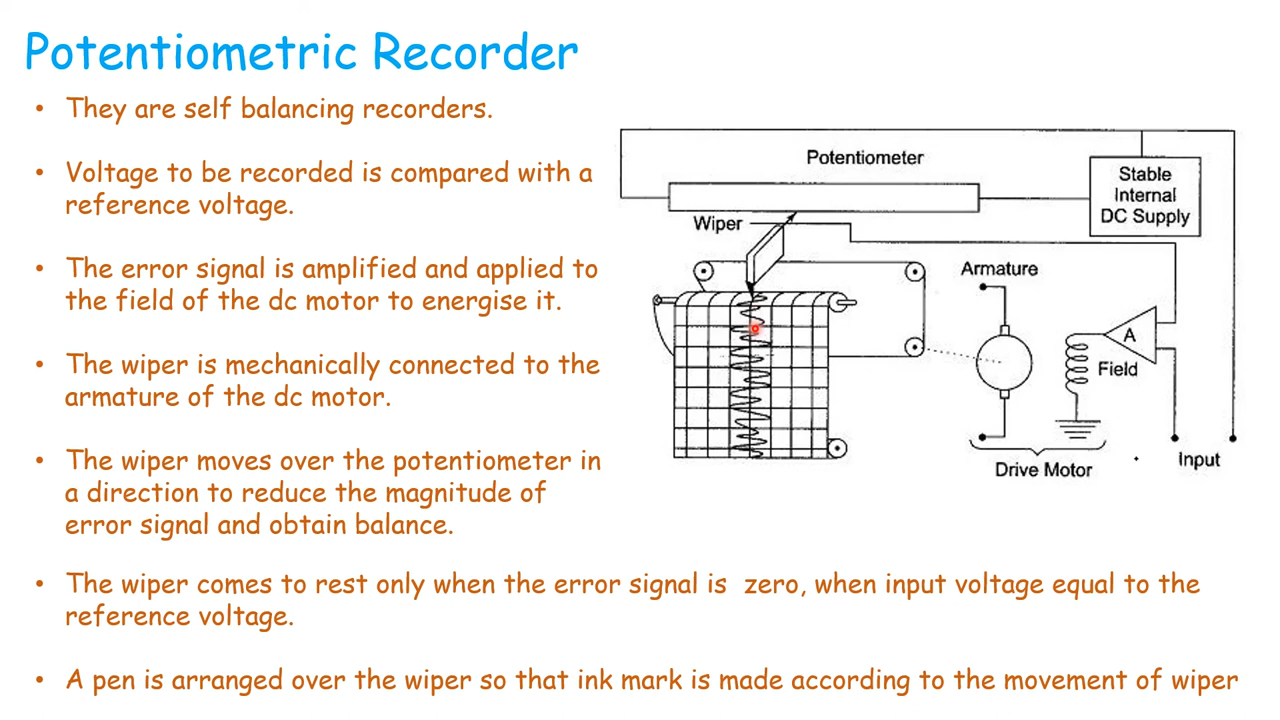 Potentiometric Recorder
• They are self balancing recorders.
• Voltage to be recorded is compared with a
reference voltage.
• The error signal is amplified and applied to
the field of the dc motor to energise it.
• The wiper is mechanically connected to the
armature of the dc motor.
• The wiper moves over the potentiometer in
a direction to reduce the magnitude of
error signal and obtain balance.
• The wiper comes to rest only when the error signal is zero, when input voltage equal to the
reference voltage.
• A pen is arranged over the wiper so that ink mark is made according to the movement of wiper
Potentiometer
Stable
Internal
DC Supply
Wiper
Armature
A
Field
Drive Motor
Input